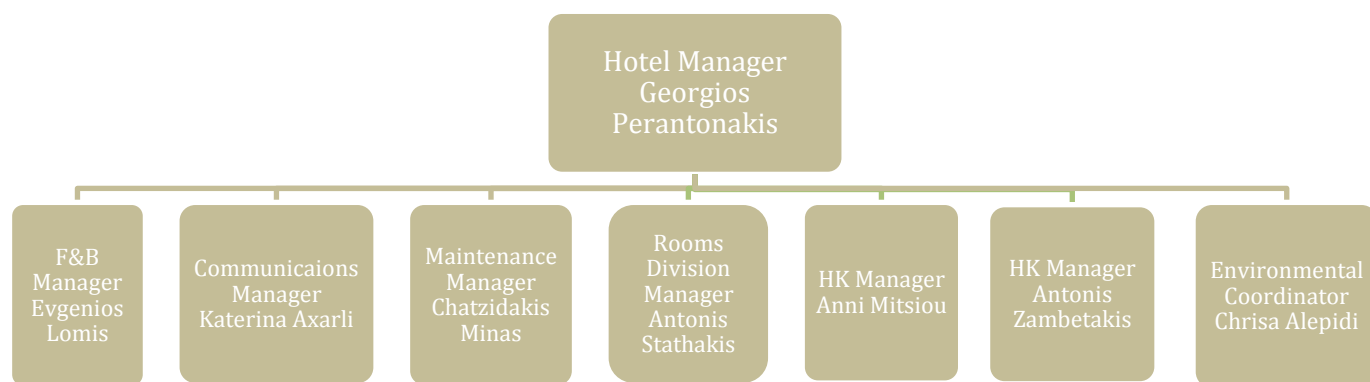 Hotel Manager
Georgios
Perantonakis
F&B
Manager
Evgenios
Lomis
Communicaions
Manager
Katerina Axarli
Maintenance
Manager
Chatzidakis
Minas
Rooms
Division
Manager
Antonis
Stathakis
HK Manager
Anni Mitsiou
HK Manager
Antonis
Zambetakis
Environmental
Coordinator
Chrisa Alepidi